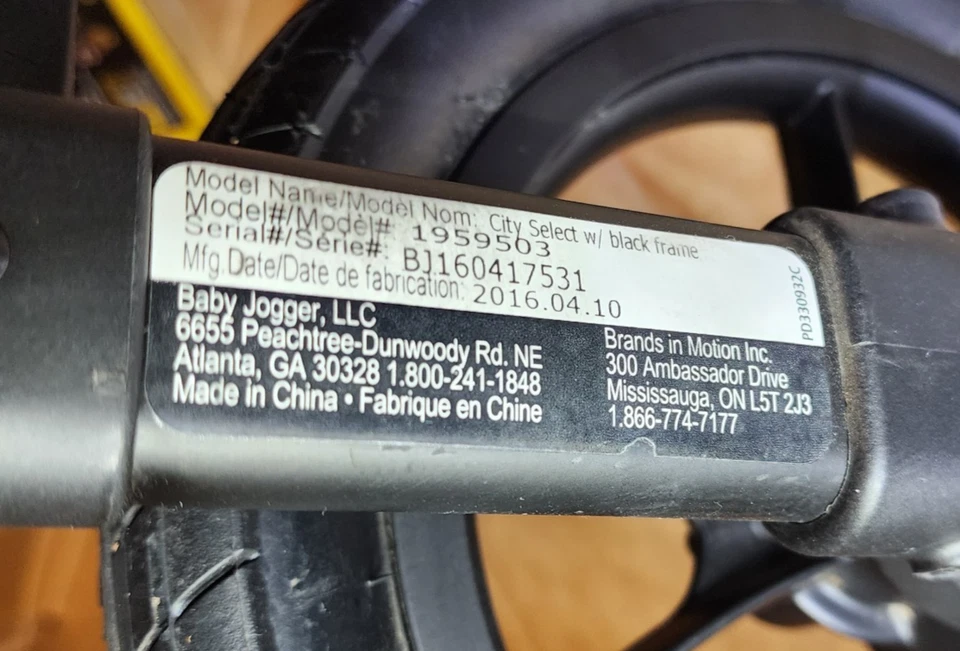 Model Name/Model Nom: City Select w/ black frame
Model#/Modèl# 1959503
Serial#/Série#: BJ160417531
Mfg.Date/Date de fabrication: 2016.04.10
PD330932C
Baby Jogger, LLC
6655 Peachtree-Dunwoody Rd. NE
Atlanta, GA 30328 1.800-241-1848
Made in China • Fabrique en Chine
Brands in Motion Inc.
300 Ambassador Drive
Mississauga, ON L5T 2J3
1.866-774-7177